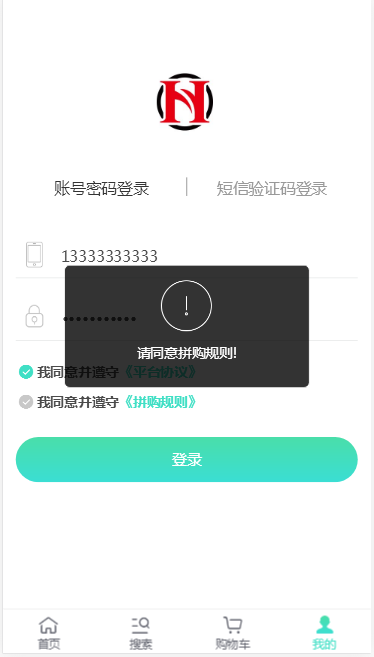 H
账号密码登录 | 短信验证码登录
13333333333
•••••••••••
请同意拼购规则!
我同意并遵守《平台协议》
我同意并遵守《拼购规则》
登录
首页 搜索 购物车 我的